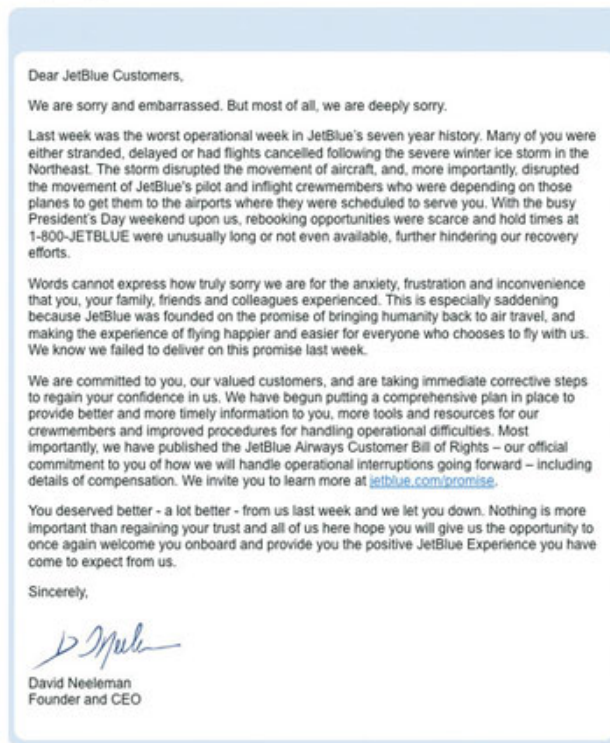 Dear JetBlue Customers,
We are sorry and embarrassed. But most of all, we are deeply sorry.
Last week was the worst operational week in JetBlue's seven year history. Many of you were
either stranded, delayed or had flights cancelled following the severe winter ice storm in the
Northeast. The storm disrupted the movement of aircraft, and, more importantly, disrupted
the movement of JetBlue's pilot and inflight crewmembers who were depending on those
planes to get them to the airports where they were scheduled to serve you. With the busy
President's Day weekend upon us, rebooking opportunities were scarce and hold times at
1-800-JETBLUE were unusually long or not even available, further hindering our recovery
efforts.
Words cannot express how truly sorry we are for the anxiety, frustration and inconvenience
that you, your family, friends and colleagues experienced. This is especially saddening
because JetBlue was founded on the promise of bringing humanity back to air travel, and
making the experience of flying happier and easier for everyone who chooses to fly with us.
We know we failed to deliver on this promise last week.
We are committed to you, our valued customers, and are taking immediate corrective steps
to regain your confidence in us. We have begun putting a comprehensive plan in place to
provide better and more timely information to you, more tools and resources for our
crewmembers and improved procedures for handling operational difficulties. Most
importantly, we have published the JetBlue Airways Customer Bill of Rights – our official
commitment to you of how we will handle operational interruptions going forward – including
details of compensation. We invite you to learn more at jetblue.com/promise.
You deserved better - a lot better - from us last week and we let you down. Nothing is more
important than regaining your trust and all of us here hope you will give us the opportunity to
once again welcome you onboard and provide you the positive JetBlue Experience you have
come to expect from us.
Sincerely,
D Neeleman
David Neeleman
Founder and CEO